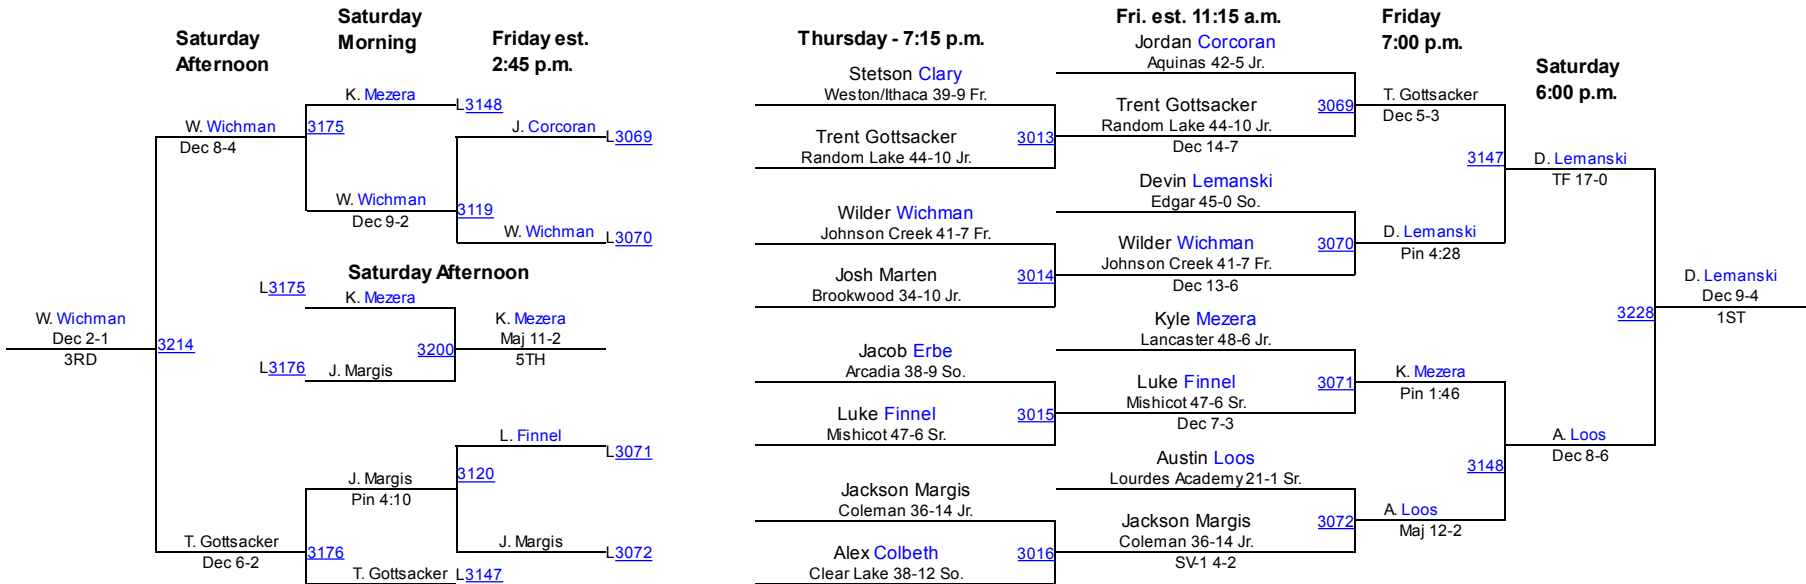 Saturday
Afternoon
Saturday
Morning
Friday est.
2:45 p.m.
K. Mezera
L3148
W. Wichman
3175
Dec 8-4
J. Corcoran
L3069
W. Wichman
3119
Dec 9-2
W. Wichman
L3070
Saturday Afternoon
L3175
K. Mezera
W. Wichman
Dec 2-1
3RD
3214
K. Mezera
3200
Maj 11-2
5TH
L3176
J. Margis
L. Finnel
L3071
J. Margis
3120
Pin 4:10
J. Margis
L3072
T. Gottsacker
3176
Dec 6-2
T. Gottsacker
L3147
Thursday - 7:15 p.m.
Stetson Clary
Weston/Ithaca 39-9 Fr.
Trent Gottsacker
3013
Random Lake 44-10 Jr.
Wilder Wichman
Johnson Creek 41-7 Fr.
Josh Marten
3014
Brookwood 34-10 Jr.
Jacob Erbe
Arcadia 38-9 So.
Luke Finnel
3015
Mishicot 47-6 Sr.
Jackson Margis
Coleman 36-14 Jr.
Alex Colbeth
3016
Clear Lake 38-12 So.
Fri. est. 11:15 a.m.
Jordan Corcoran
Aquinas 42-5 Jr.
Trent Gottsacker
3069
Random Lake 44-10 Jr.
Dec 14-7
Devin Lemanski
Edgar 45-0 So.
Wilder Wichman
3070
Johnson Creek 41-7 Fr.
Dec 13-6
Kyle Mezera
Lancaster 48-6 Jr.
Luke Finnel
3071
Mishicot 47-6 Sr.
Dec 7-3
Austin Loos
Lourdes Academy 21-1 Sr.
Jackson Margis
3072
Coleman 36-14 Jr.
SV-1 4-2
Friday
7:00 p.m.
T. Gottsacker
Dec 5-3
3147
D. Lemanski
Pin 4:28
K. Mezera
Pin 1:46
3148
A. Loos
Maj 12-2
Saturday
6:00 p.m.
D. Lemanski
TF 17-0
3228
A. Loos
Dec 8-6
D. Lemanski
Dec 9-4
1ST